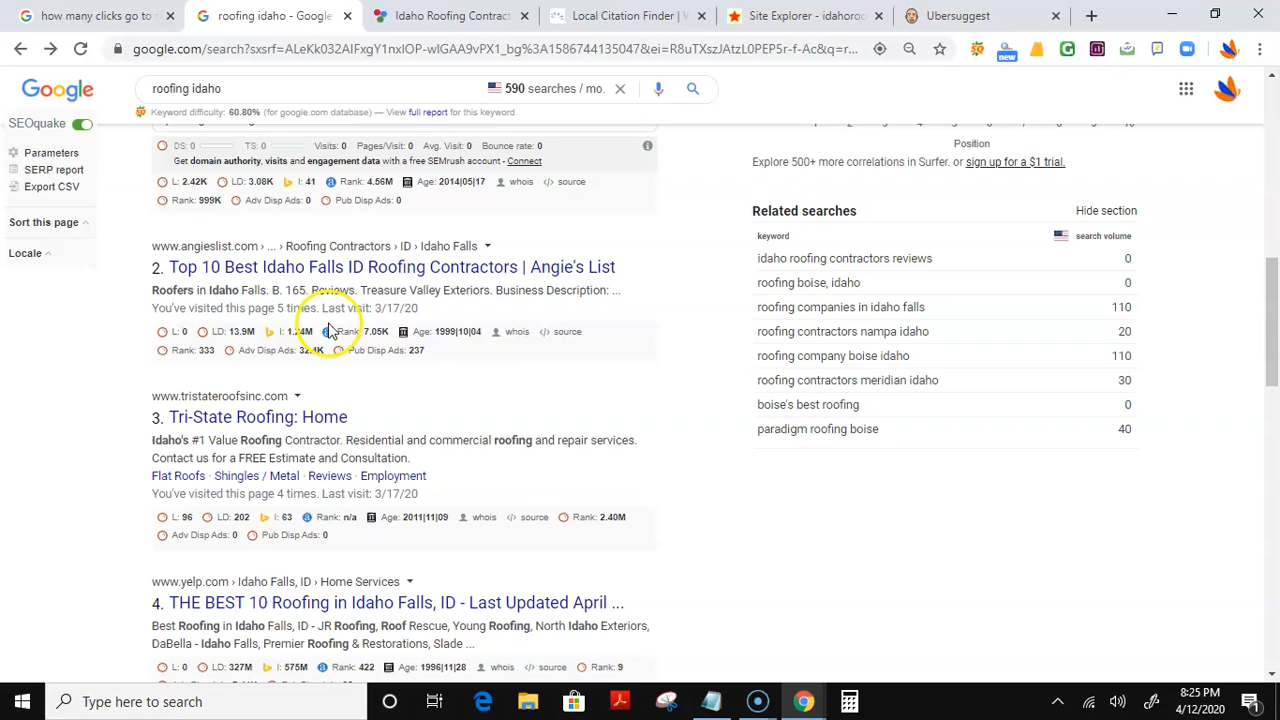 how many clicks go to t
roofing idaho - Google
Idaho Roofing Contract
Local Citation Finder | W
Site Explorer - idahoroo
Ubersuggest
google.com/search?sxsrf=ALeKk032AIFxgY1nxIOP-wIGAA9vPX1_bg%3A1586744135047&ei=R8uTXszJAtzL0PEP5r-f-Ac&q=r...
new
Google
roofing idaho
590 searches / mo.
Keyword difficulty: 60.80% (for google.com database) — View full report for this keyword
SEOquake
Parameters
SERP report
Export CSV
Sort this page
Locale
DS: 0 TS: 0 Visits: 0 Pages/Visit: 0 Avg. Visit: 0 Bounce rate: 0
Get domain authority, visits and engagement data with a free SEMrush account - Connect
L: 2.42K LD: 3.08K I: 41 Rank: 4.56M Age: 2014|05|17 whois source
Rank: 999K Adv Disp Ads: 0 Pub Disp Ads: 0
www.angieslist.com › ... › Roofing Contractors › ID › Idaho Falls
2. Top 10 Best Idaho Falls ID Roofing Contractors | Angie's List
Roofers in Idaho Falls. B. 165. Reviews. Treasure Valley Exteriors. Business Description: ...
You've visited this page 5 times. Last visit: 3/17/20
L: 0 LD: 13.9M I: 1.24M Rank: 7.05K Age: 1999|10|04 whois source
Rank: 333 Adv Disp Ads: 32.4K Pub Disp Ads: 237
www.tristateroofsinc.com
3. Tri-State Roofing: Home
Idaho's #1 Value Roofing Contractor. Residential and commercial roofing and repair services.
Contact us for a FREE Estimate and Consultation.
Flat Roofs · Shingles / Metal · Reviews · Employment
You've visited this page 4 times. Last visit: 3/17/20
L: 96 LD: 202 I: 63 Rank: n/a Age: 2011|11|09 whois source Rank: 2.40M
Adv Disp Ads: 0 Pub Disp Ads: 0
www.yelp.com › Idaho Falls, ID › Home Services
4. THE BEST 10 Roofing in Idaho Falls, ID - Last Updated April ...
Best Roofing in Idaho Falls, ID - JR Roofing, Roof Rescue, Young Roofing, North Idaho Exteriors,
DaBella - Idaho Falls, Premier Roofing & Restorations, Slade ...
L: 0 LD: 327M I: 575M Rank: 422 Age: 1996|11|28 whois source Rank: 9
Position
Explore 500+ more correlations in Surfer. or sign up for a $1 trial.
Related searches Hide section
keyword search volume
idaho roofing contractors reviews 0
roofing boise, idaho 0
roofing companies in idaho falls 110
roofing contractors nampa idaho 20
roofing company boise idaho 110
roofing contractors meridian idaho 30
boise's best roofing 0
paradigm roofing boise 40
Type here to search
8:25 PM
4/12/2020
1